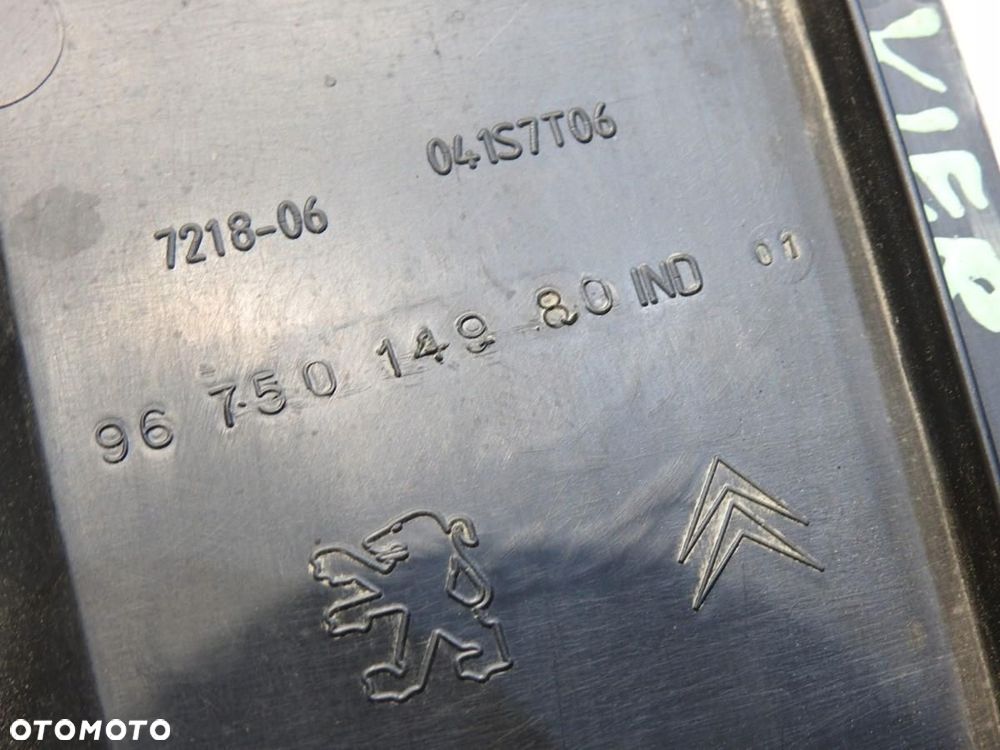 041S7T06
7218-06
96 750 149 80 IND 01
OTOMOTO